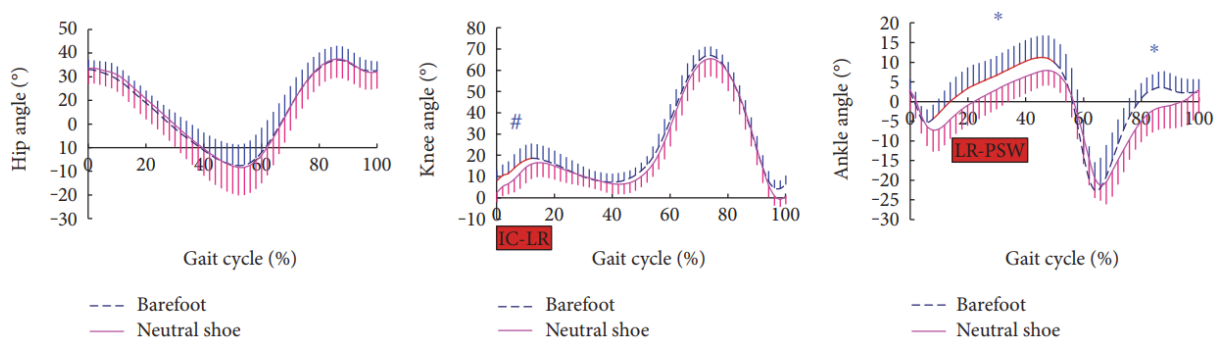 Hip angle (°)
50
40
30
20
0
10
−10
−20
−30
0 20 40 60 80 100
Gait cycle (%)
Barefoot
Neutral shoe
Knee angle (°)
80
70
60
50
40
30
20
10
0
−10
#
0 20 40 60 80 100
IC-LR
Gait cycle (%)
Barefoot
Neutral shoe
Ankle angle (°)
20
15
10
5
0
−5
−10
−15
−20
−25
−30
*
*
0 20 40 60 80 100
LR-PSW
Gait cycle (%)
Barefoot
Neutral shoe